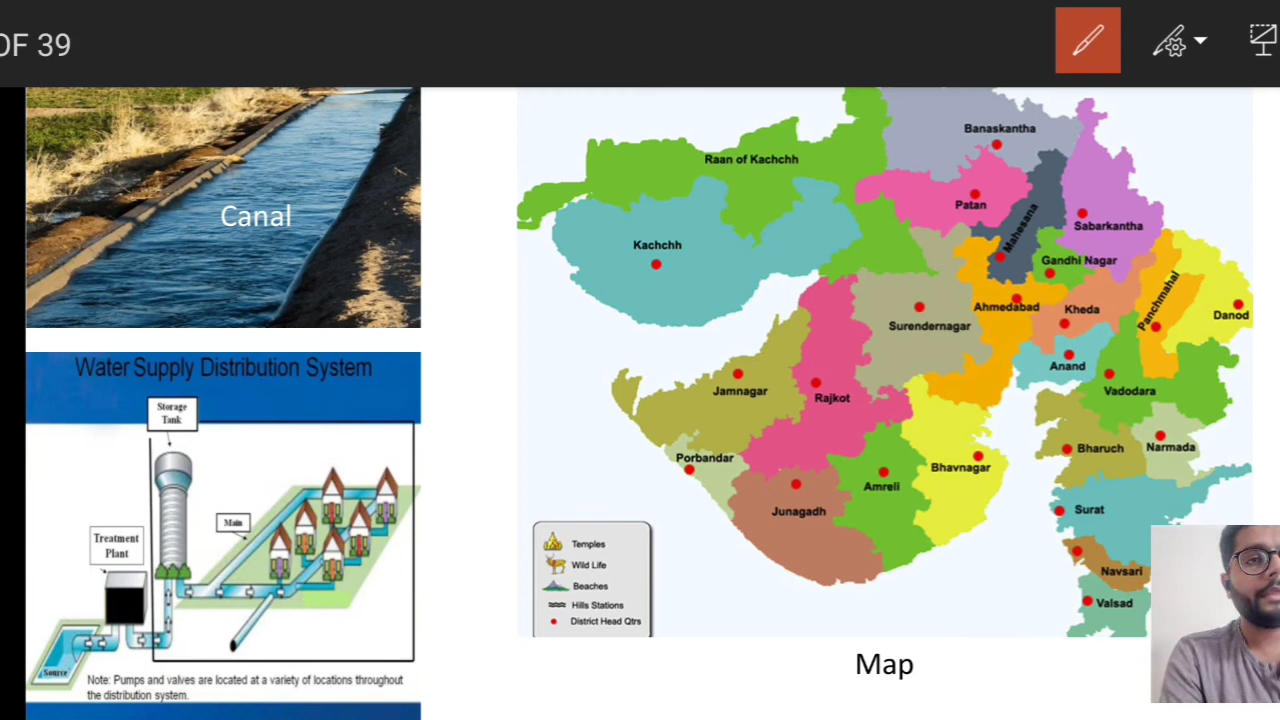 OF 39
Canal
Water Supply Distribution System
Storage
Tank
Main
Treatment
Plant
Source
Note: Pumps and valves are located at a variety of locations throughout
the distribution system.
Banaskantha
Raan of Kachchh
Patan
Mahesana
Sabarkantha
Kachchh
Gandhi Nagar
Panchmahal
Ahmedabad
Kheda
Danod
Surendernagar
Anand
Jamnagar
Rajkot
Vadodara
Porbandar
Bharuch
Narmada
Bhavnagar
Amreli
Junagadh
Surat
Navsari
Valsad
Temples
Wild Life
Beaches
Hills Stations
District Head Qtrs
Map